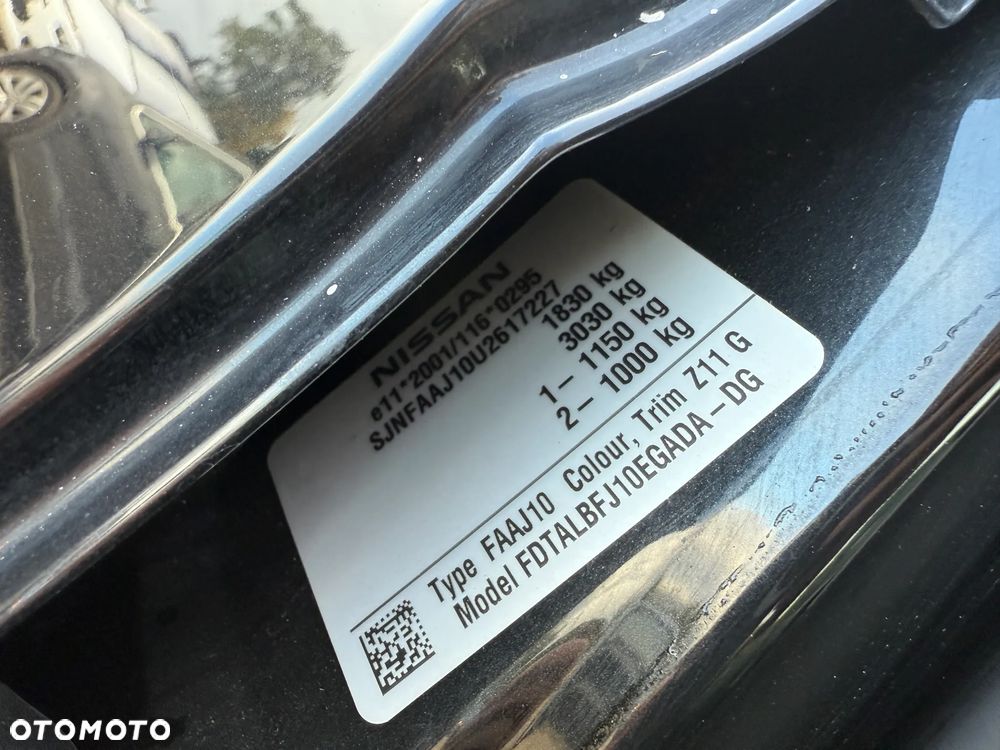 NISSAN
e11*2001/116*0295
SJNFAAJ10U2617227
1830 kg
3030 kg
1– 1150 kg
2– 1000 kg
Type FAAJ10 Colour, Trim Z11 G
Model FDTALBFJ10EGADA–DG
OTOMOTO